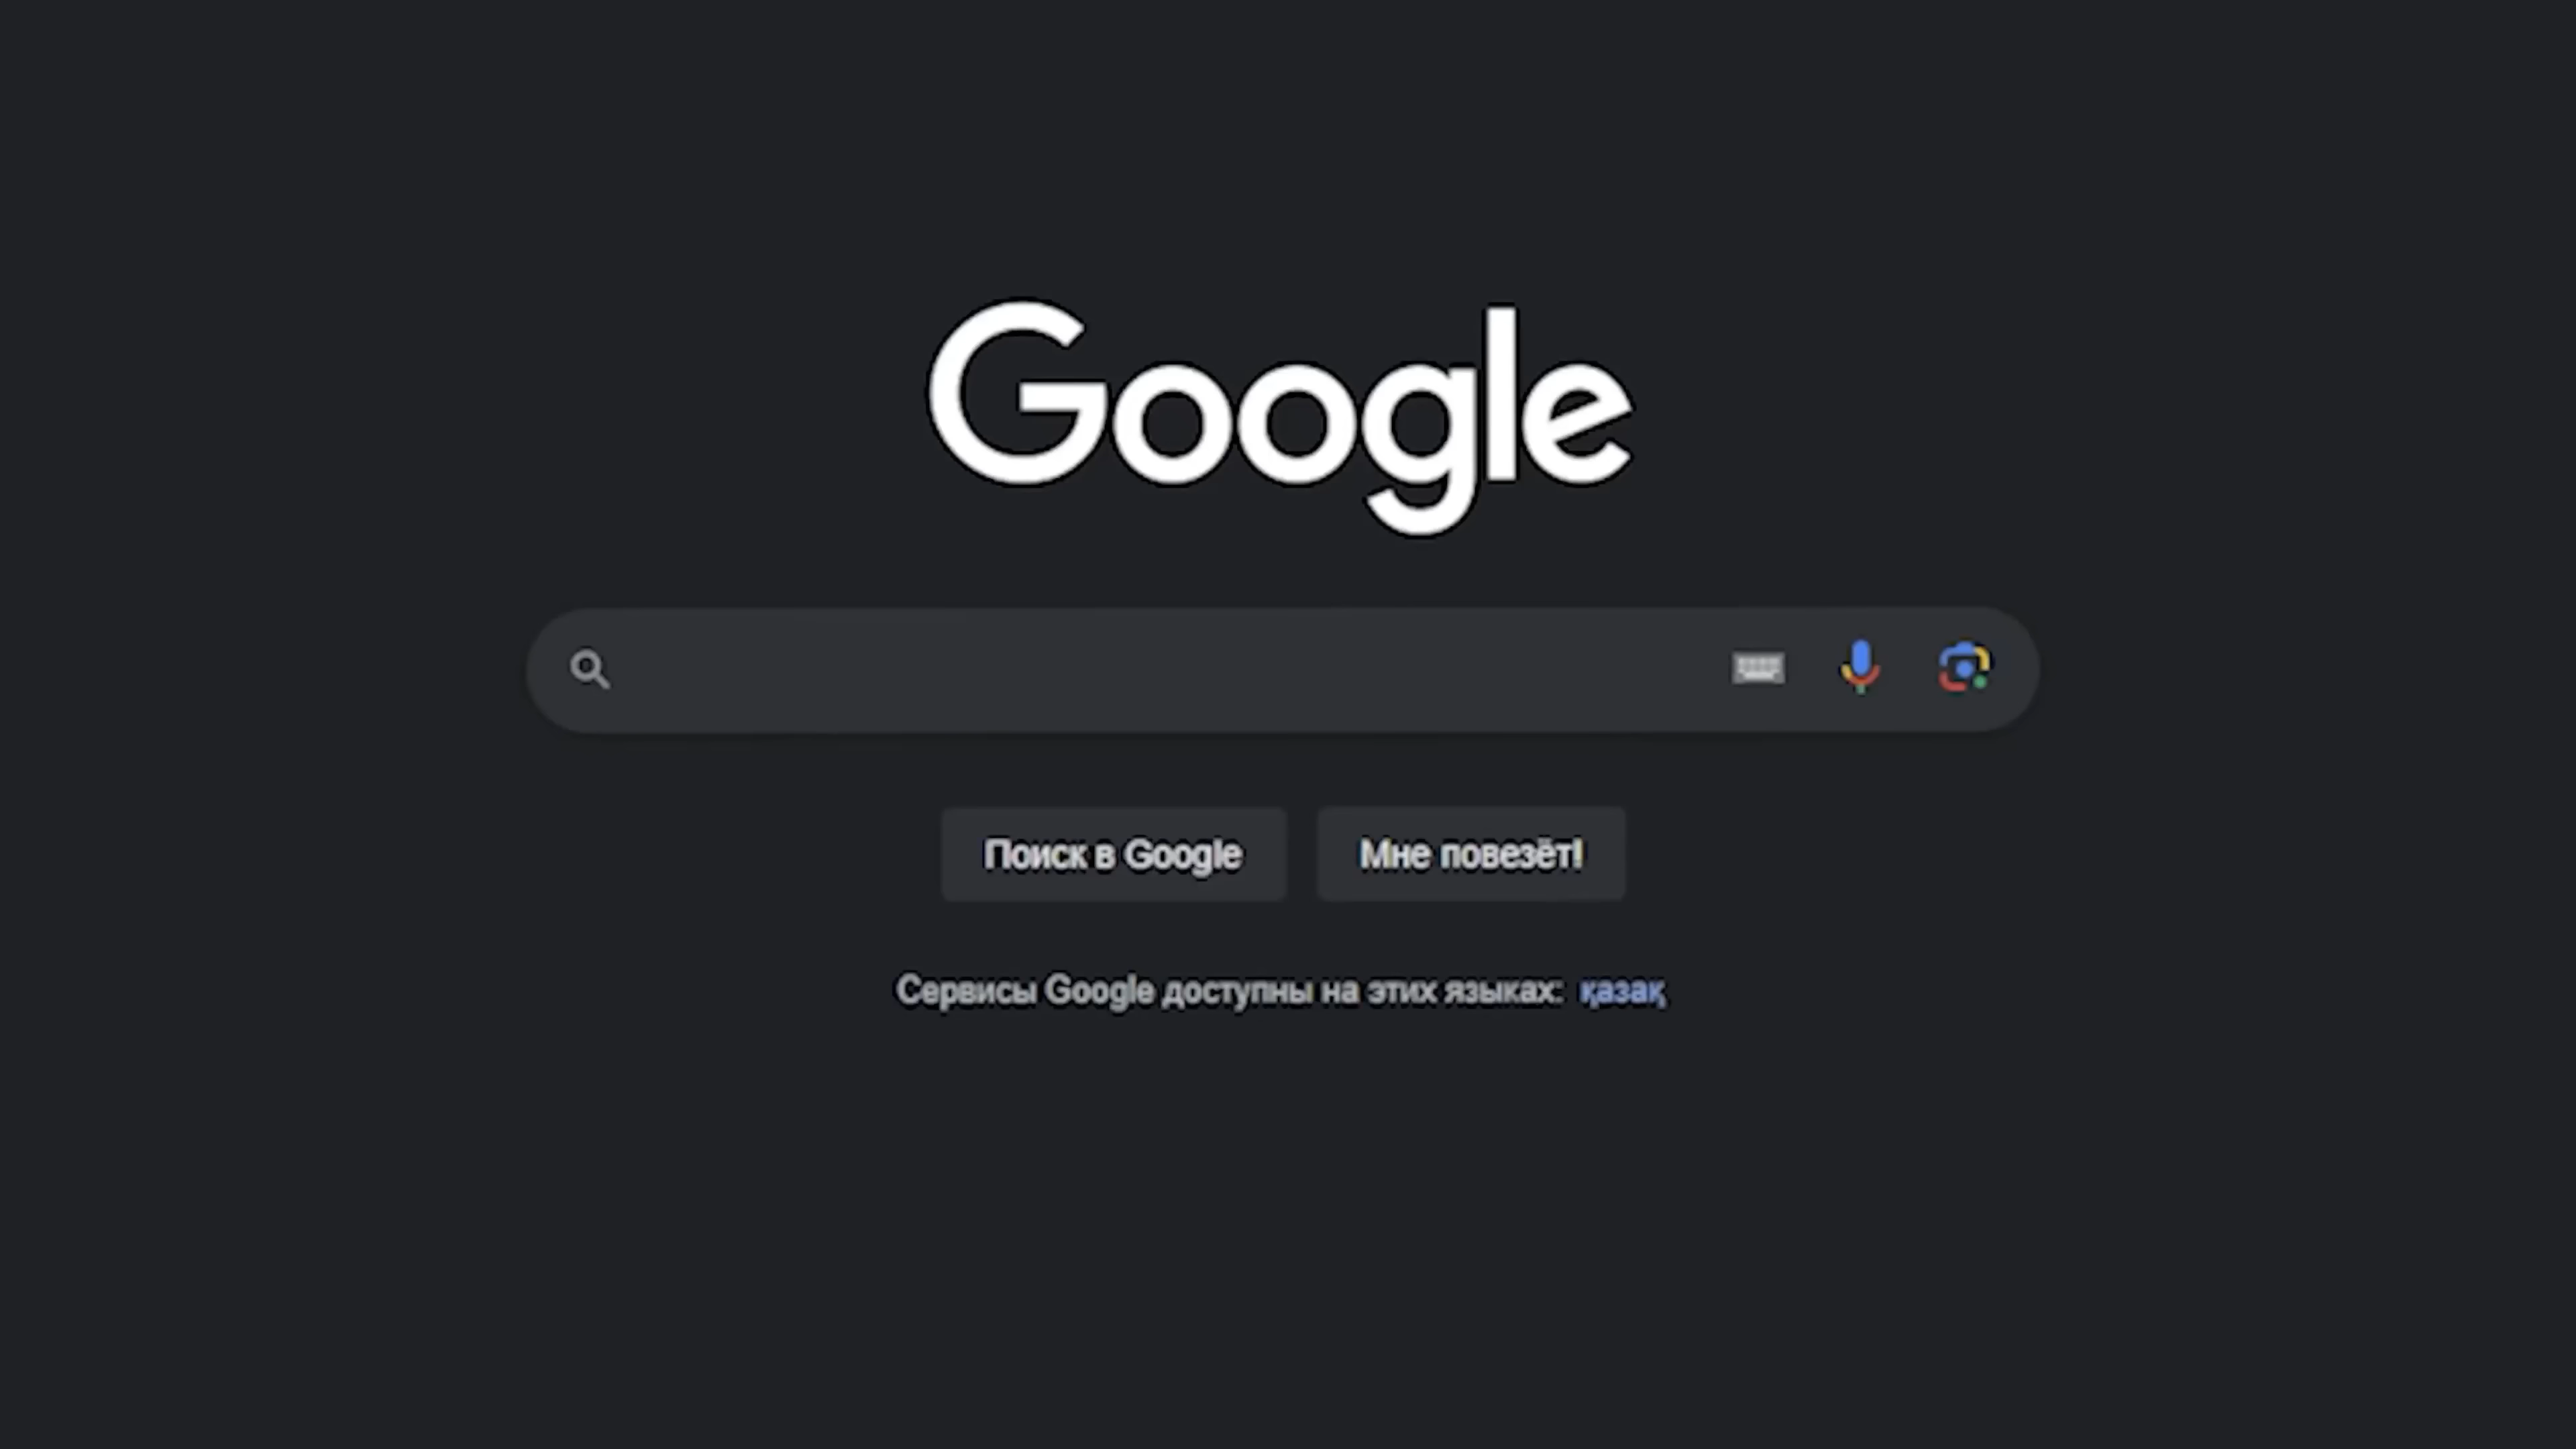 Google
Поиск в Google Мне повезёт!
Сервисы Google доступны на этих языках: қазақ